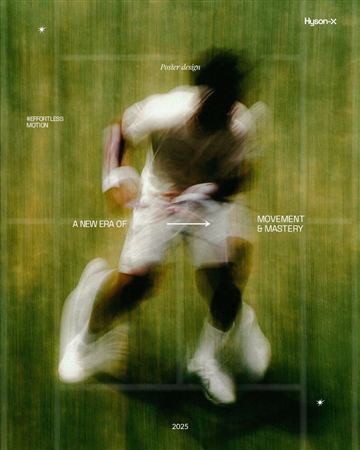 Hyson-X
Poster design
#EFFORTLESS
MOTION
A NEW ERA OF
MOVEMENT
& MASTERY
2025